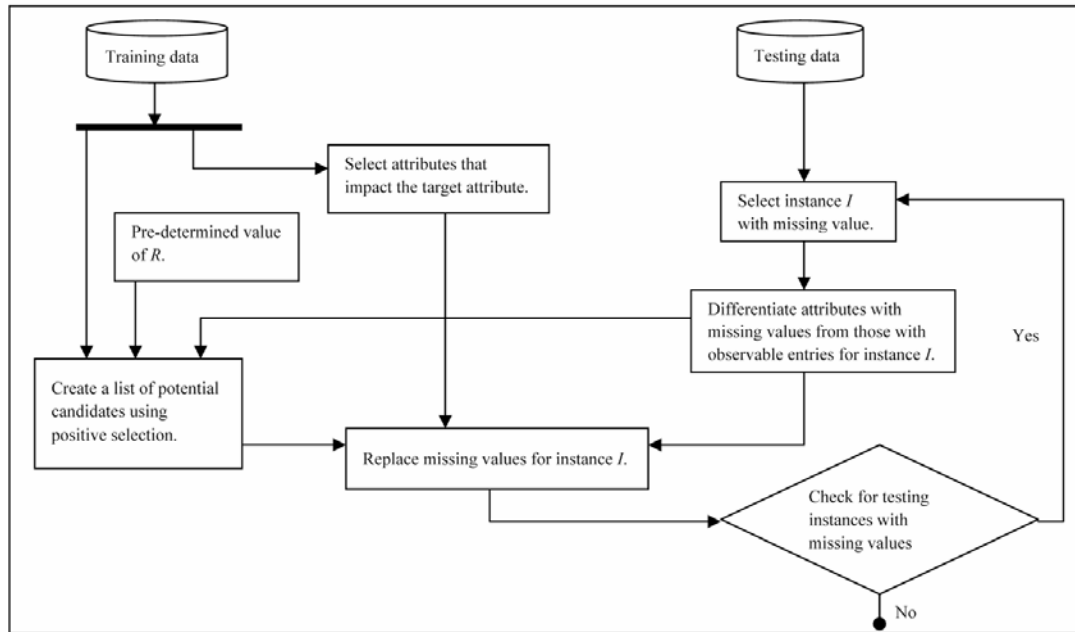 Training data
Testing data
Select attributes that
impact the target attribute.
Select instance I
with missing value.
Pre-determined value
of R.
Differentiate attributes with
missing values from those with
observable entries for instance I.
Yes
Create a list of potential
candidates using
positive selection.
Replace missing values for instance I.
Check for testing
instances with
missing values
No